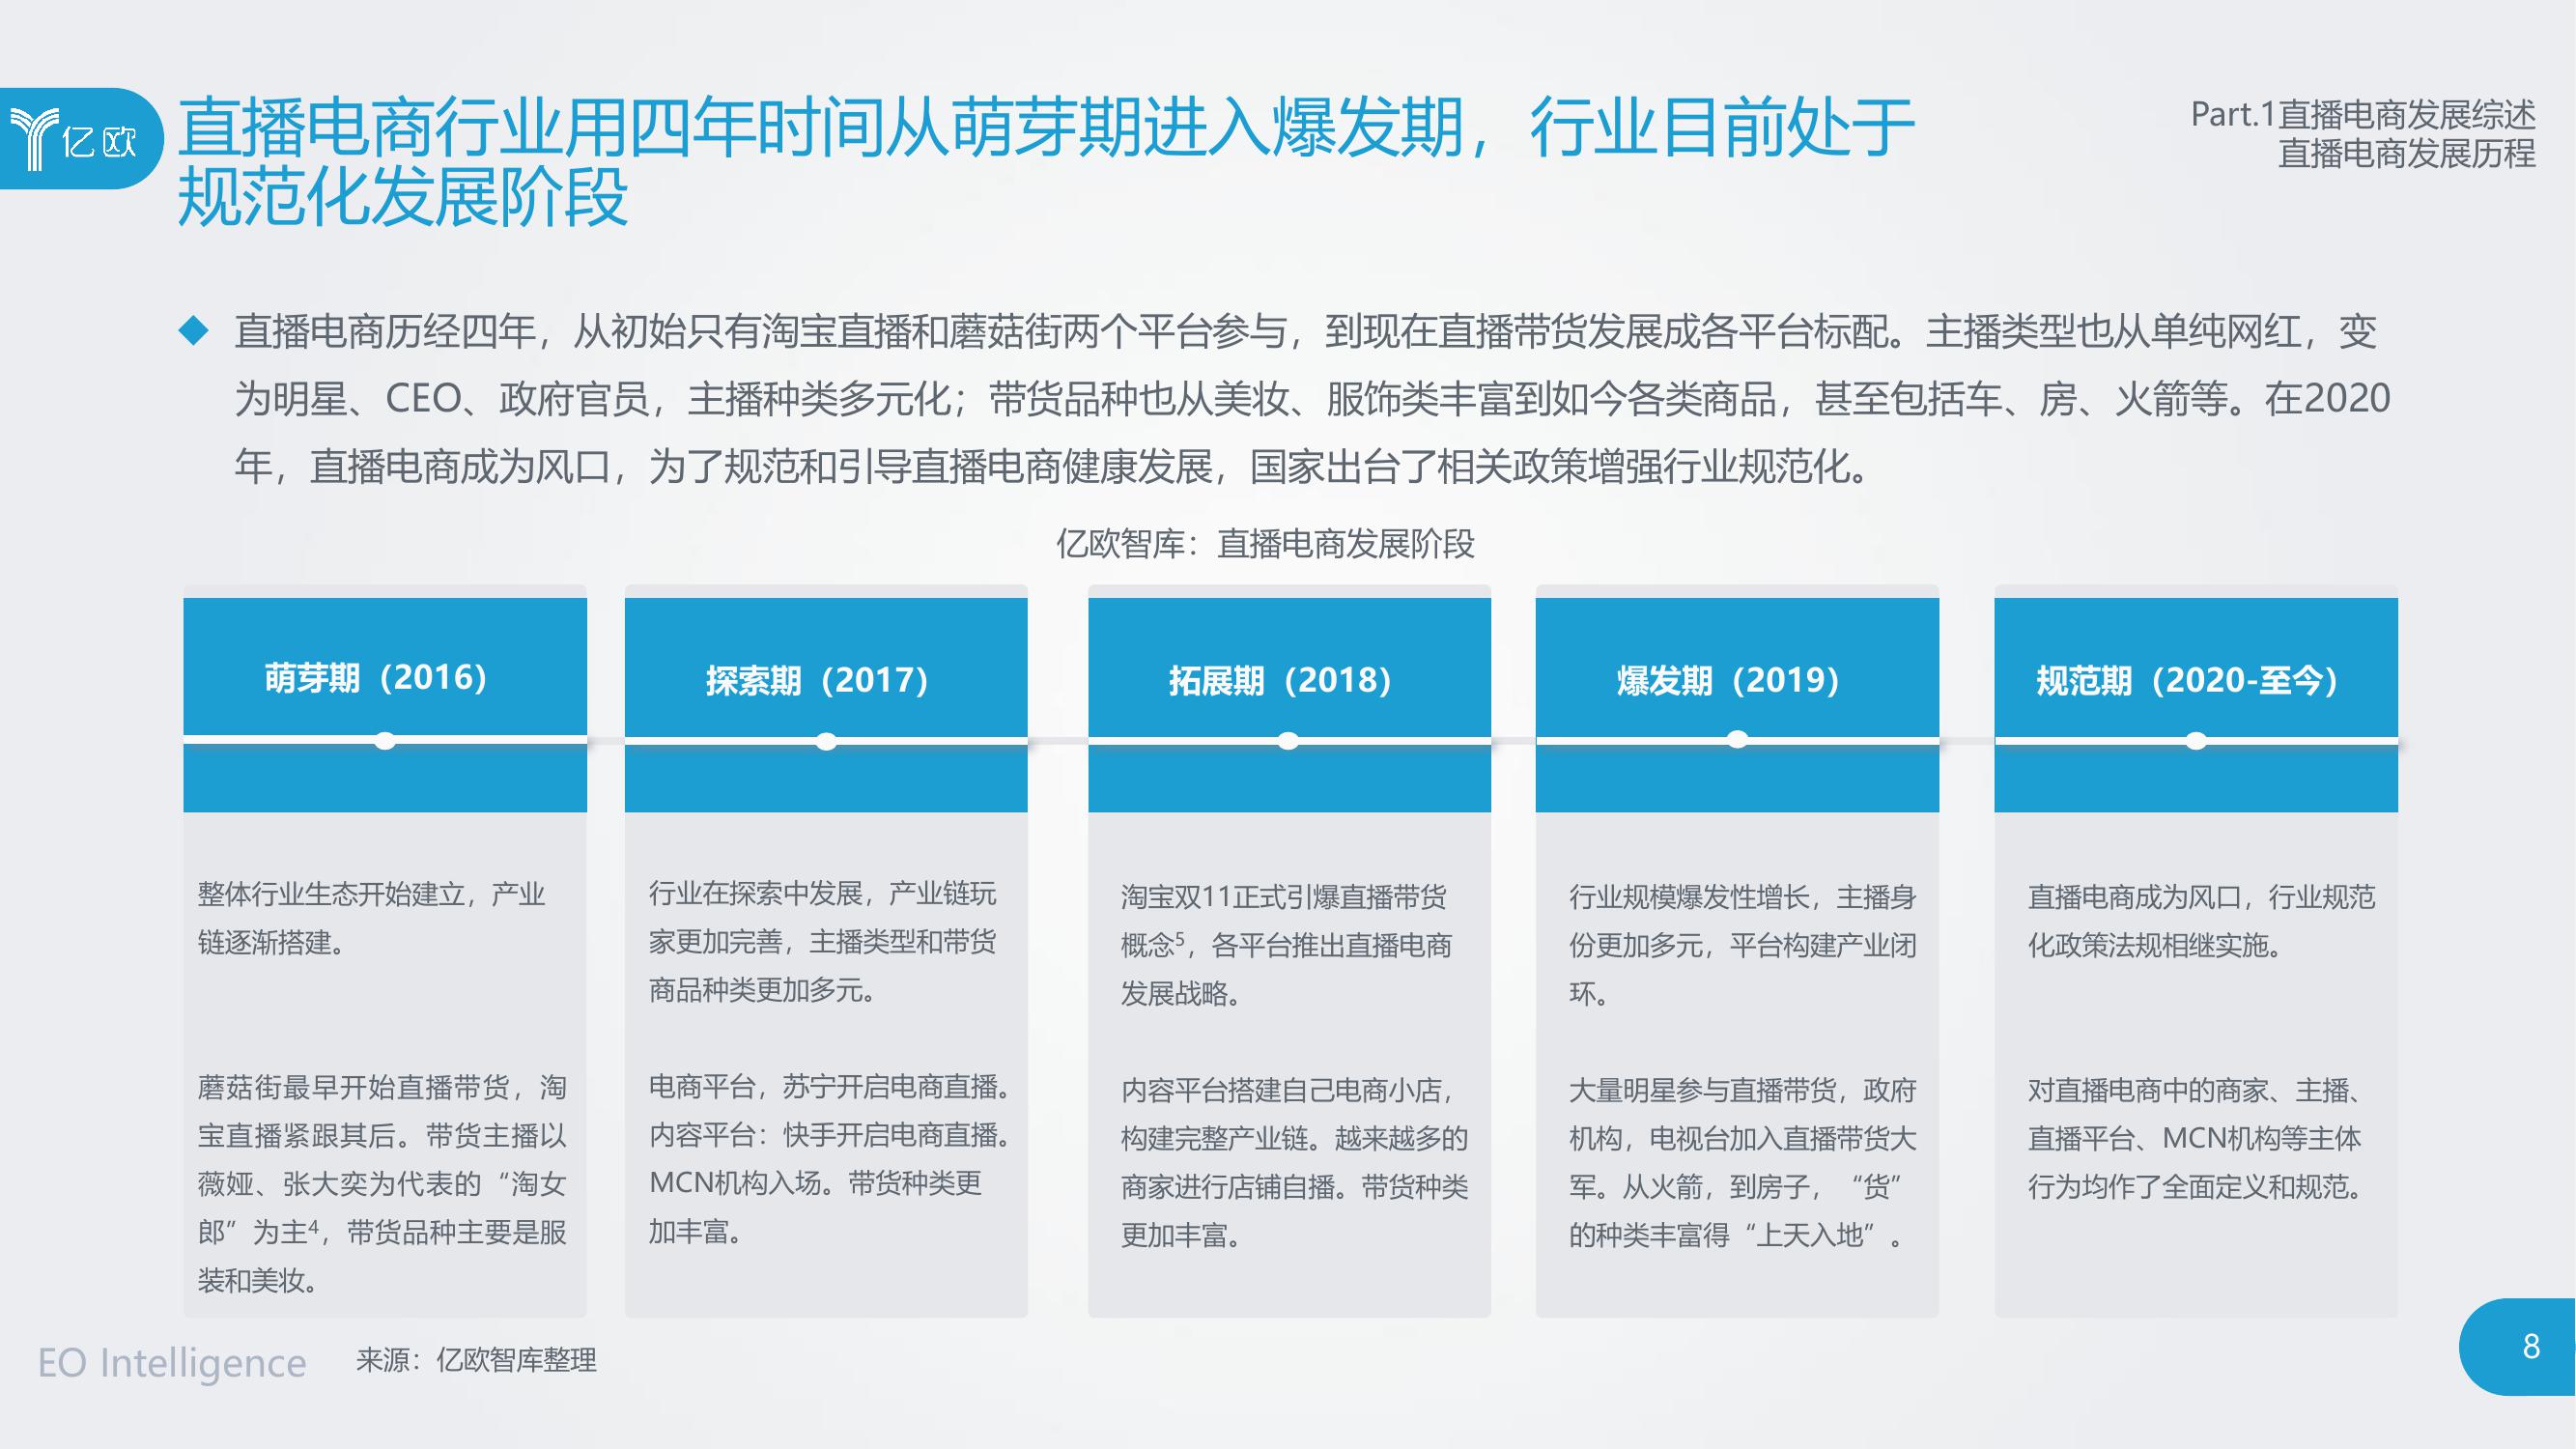 亿欧
直播电商行业用四年时间从萌芽期进入爆发期，行业目前处于
规范化发展阶段
Part.1直播电商发展综述
直播电商发展历程
直播电商历经四年，从初始只有淘宝直播和蘑菇街两个平台参与，到现在直播带货发展成各平台标配。主播类型也从单纯网红，变
为明星、CEO、政府官员，主播种类多元化；带货品种也从美妆、服饰类丰富到如今各类商品，甚至包括车、房、火箭等。在2020
年，直播电商成为风口，为了规范和引导直播电商健康发展，国家出台了相关政策增强行业规范化。
亿欧智库：直播电商发展阶段
萌芽期（2016）
整体行业生态开始建立，产业
链逐渐搭建。
蘑菇街最早开始直播带货，淘
宝直播紧跟其后。带货主播以
薇娅、张大奕为代表的“淘女
郎”为主4，带货品种主要是服
装和美妆。
探索期（2017）
行业在探索中发展，产业链玩
家更加完善，主播类型和带货
商品种类更加多元。
电商平台，苏宁开启电商直播。
内容平台：快手开启电商直播。
MCN机构入场。带货种类更
加丰富。
拓展期（2018）
淘宝双11正式引爆直播带货
概念5，各平台推出直播电商
发展战略。
内容平台搭建自己电商小店，
构建完整产业链。越来越多的
商家进行店铺自播。带货种类
更加丰富。
爆发期（2019）
行业规模爆发性增长，主播身
份更加多元，平台构建产业闭
环。
大量明星参与直播带货，政府
机构，电视台加入直播带货大
军。从火箭，到房子，“货”
的种类丰富得“上天入地”。
规范期（2020-至今）
直播电商成为风口，行业规范
化政策法规相继实施。
对直播电商中的商家、主播、
直播平台、MCN机构等主体
行为均作了全面定义和规范。
EO Intelligence
来源：亿欧智库整理
8